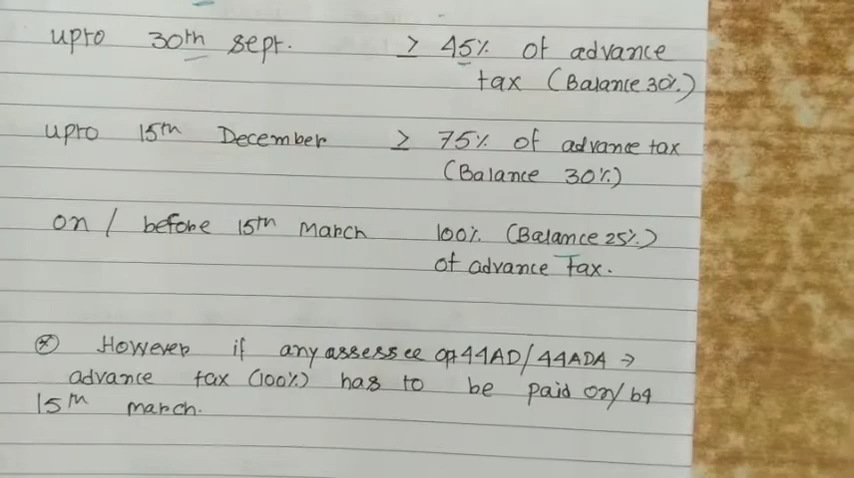 upto 30th sept. ≥ 45% of advance
tax (Balance 30%)
upto 15th December ≥ 75% of advance tax
(Balance 30%)
on / before 15th March 100% (Balance 25%)
of advance Tax.
⊛ However if any assessee opt 44AD/44ADA →
advance tax (100%) has to be paid on/b4
15th march.